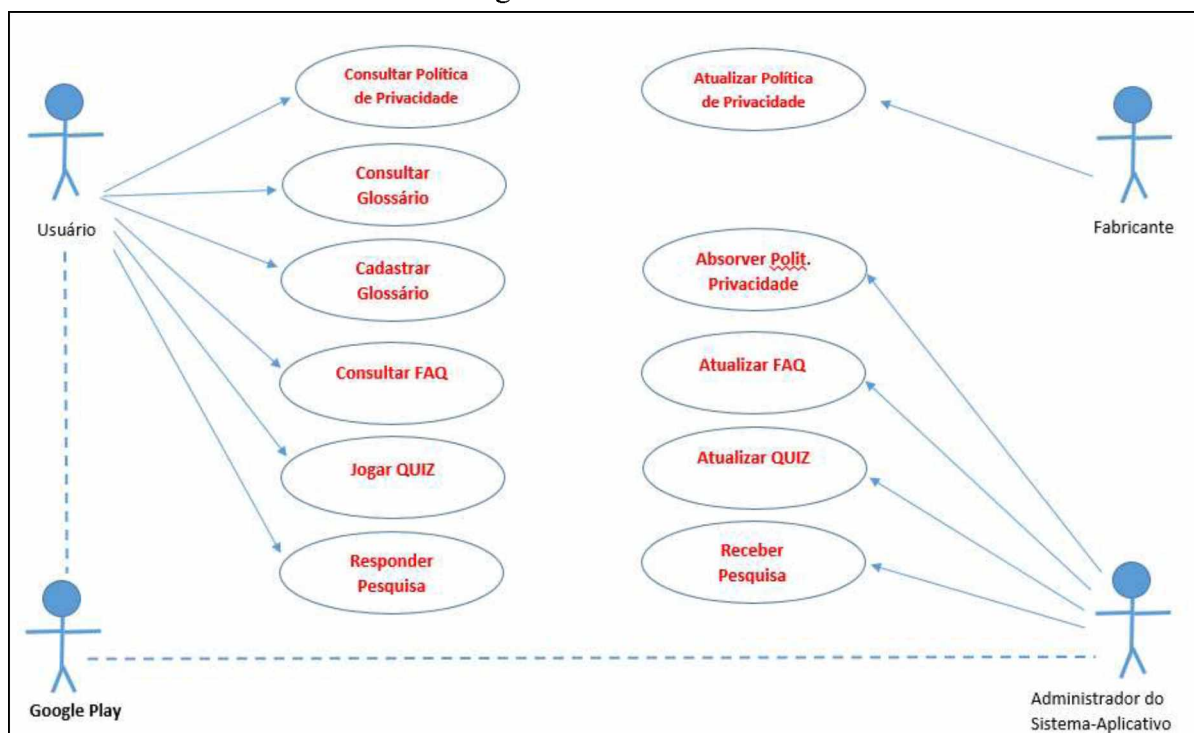 Consultar Política
de Privacidade
Atualizar Política
de Privacidade
Consultar
Glossário
Usuário
Fabricante
Cadastrar
Glossário
Absorver Polit.
Privacidade
Consultar FAQ
Atualizar FAQ
Jogar QUIZ
Atualizar QUIZ
Responder
Pesquisa
Receber
Pesquisa
Google Play
Administrador do
Sistema-Aplicativo